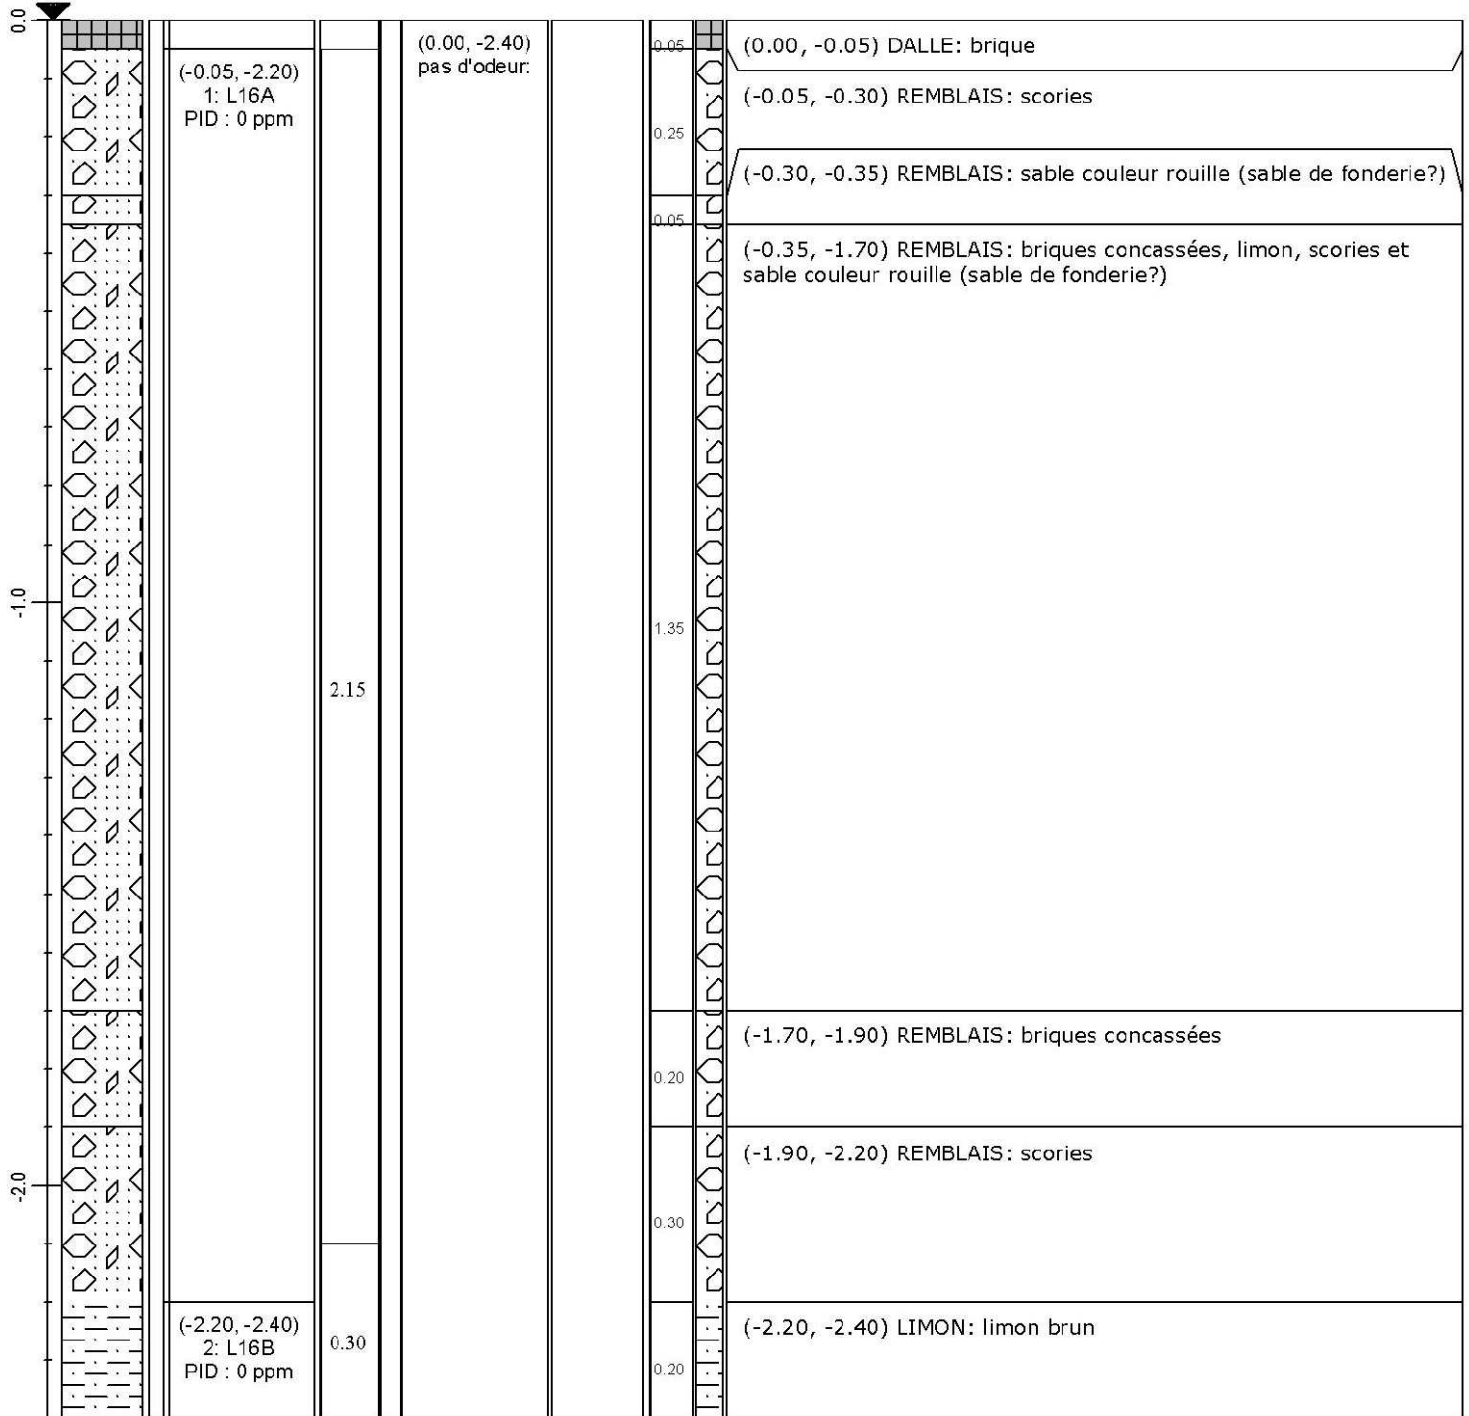 0.0
(-0.05, -2.20)
1: L16A
PID : 0 ppm
(0.00, -2.40)
pas d'odeur:
0.05
(0.00, -0.05) DALLE: brique
(-0.05, -0.30) REMBLAIS: scories
0.25
(-0.30, -0.35) REMBLAIS: sable couleur rouille (sable de fonderie?)
0.05
(-0.35, -1.70) REMBLAIS: briques concassées, limon, scories et
sable couleur rouille (sable de fonderie?)
-1.0
1.35
2.15
(-1.70, -1.90) REMBLAIS: briques concassées
0.20
(-1.90, -2.20) REMBLAIS: scories
-2.0
0.30
(-2.20, -2.40)
2: L16B
PID : 0 ppm
0.30
(-2.20, -2.40) LIMON: limon brun
0.20